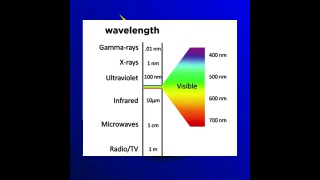 wavelength
Gamma-rays .01 nm 400 nm
X-rays 1 nm
500 nm
Ultraviolet 100 nm
Visible
Infrared 10µm 600 nm
Microwaves 1 cm 700 nm
Radio/TV 1 m